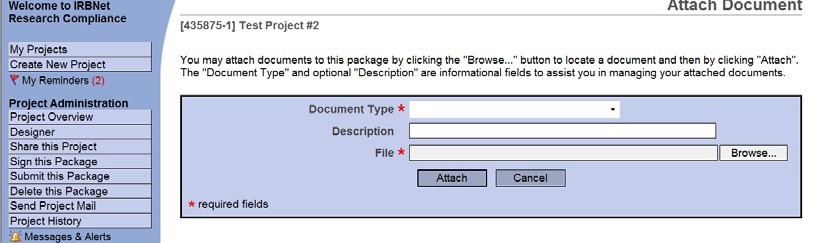 Welcome to IRBNet
Research Compliance
My Projects
Create New Project
My Reminders (2)
Project Administration
Project Overview
Designer
Share this Project
Sign this Package
Submit this Package
Delete this Package
Send Project Mail
Project History
Messages & Alerts
Attach Document
[435875-1] Test Project #2
You may attach documents to this package by clicking the "Browse..." button to locate a document and then by clicking "Attach".
The "Document Type" and optional "Description" are informational fields to assist you in managing your attached documents.
Document Type *
Description
File * Browse...
Attach Cancel
* required fields